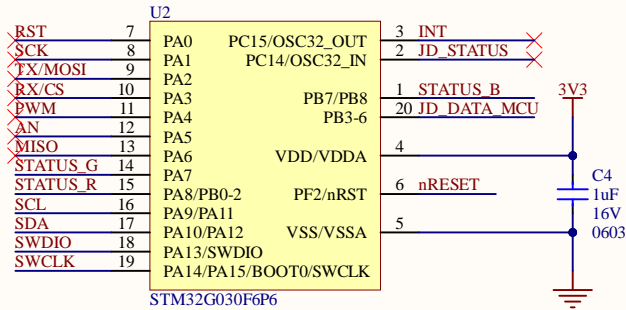 U2
RST 7 PA0 PC15/OSC32_OUT 3 INT
SCK 8 PA1 PC14/OSC32_IN 2 JD_STATUS
TX/MOSI 9 PA2
RX/CS 10 PA3 PB7/PB8 1 STATUS_B 3V3
PWM 11 PA4 PB3-6 20 JD_DATA_MCU
AN 12 PA5
MISO 13 PA6 VDD/VDDA 4
STATUS_G 14 PA7 C4
STATUS_R 15 PA8/PB0-2 PF2/nRST 6 nRESET 1uF
SCL 16 PA9/PA11 16V
SDA 17 PA10/PA12 VSS/VSSA 5 0603
SWDIO 18 PA13/SWDIO
SWCLK 19 PA14/PA15/BOOT0/SWCLK
STM32G030F6P6